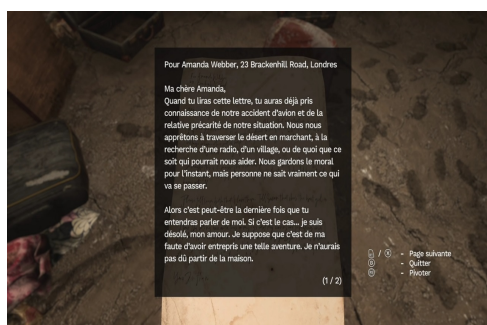 Pour Amanda Webber, 23 Brackenhill Road, Londres
Ma chère Amanda,
Quand tu liras cette lettre, tu auras déjà pris
connaissance de notre accident d'avion et de la
relative précarité de notre situation. Nous nous
apprêtons à traverser le désert en marchant, à la
recherche d'une radio, d'un village, ou de quoi que ce
soit qui pourrait nous aider. Nous gardons le moral
pour l'instant, mais personne ne sait vraiment ce qui
va se passer.
Alors c'est peut-être la dernière fois que tu
entendras parler de moi. Si c'est le cas... je suis
désolé, mon amour. Je suppose que c'est de ma
faute d'avoir entrepris une telle aventure. Je n'aurais
pas dû partir de la maison.
(1 / 2)
/ - Page suivante
- Quitter
- Pivoter